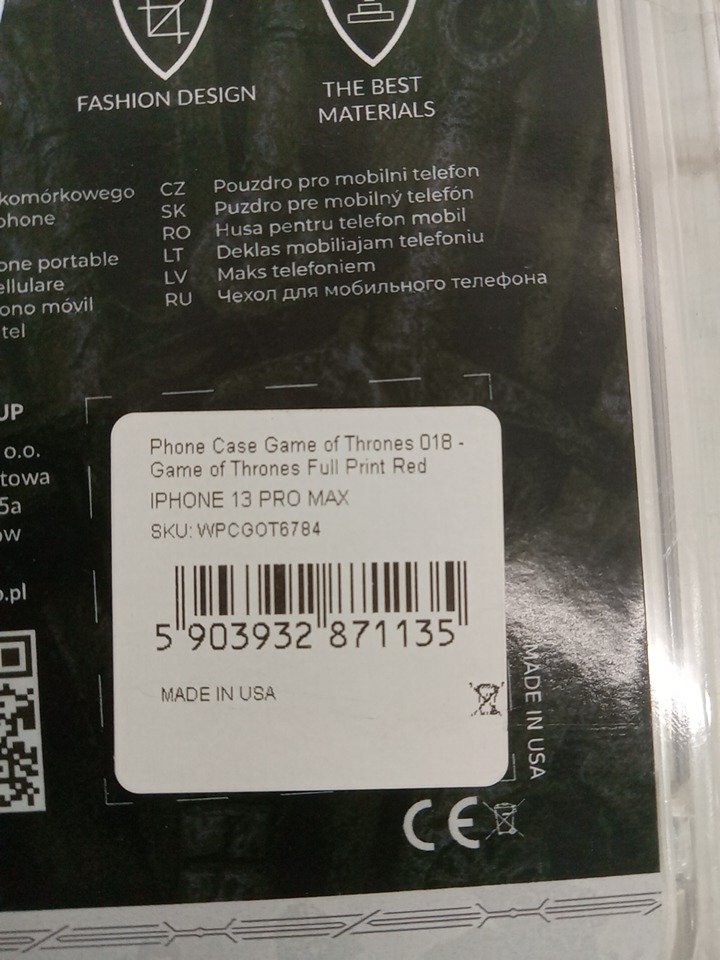 FASHION DESIGN
THE BEST
MATERIALS
komórkowego
phone
one portable
ellulare
ono móvil
tel
CZ Pouzdro pro mobilni telefon
SK Puzdro pre mobilný telefón
RO Husa pentru telefon mobil
LT Deklas mobiliajam telefoniu
LV Maks telefoniem
RU Чехол для мобильного телефона
UP
o.o.
towa
5a
ow
o.pl
Phone Case Game of Thrones 018 -
Game of Thrones Full Print Red
IPHONE 13 PRO MAX
SKU: WPCGOT6784
5 903932 871135
MADE IN USA
MADE IN USA
CE